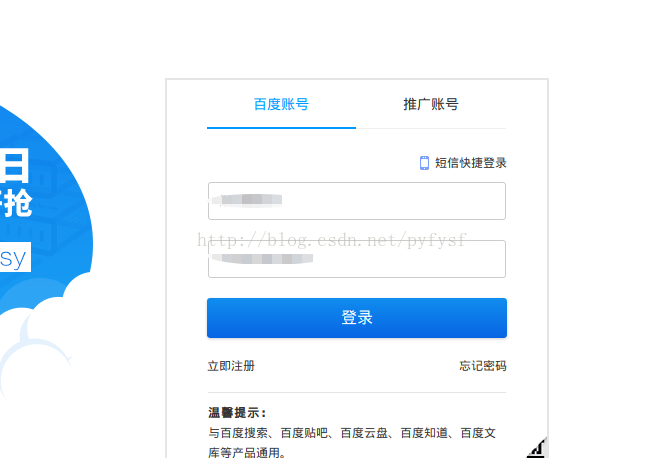 百度账号 推广账号
日
抢
短信快捷登录
sy
http://blog.csdn.net/pyfysf
登录
立即注册 忘记密码
温馨提示：
与百度搜索、百度贴吧、百度云盘、百度知道、百度文
库等产品通用。